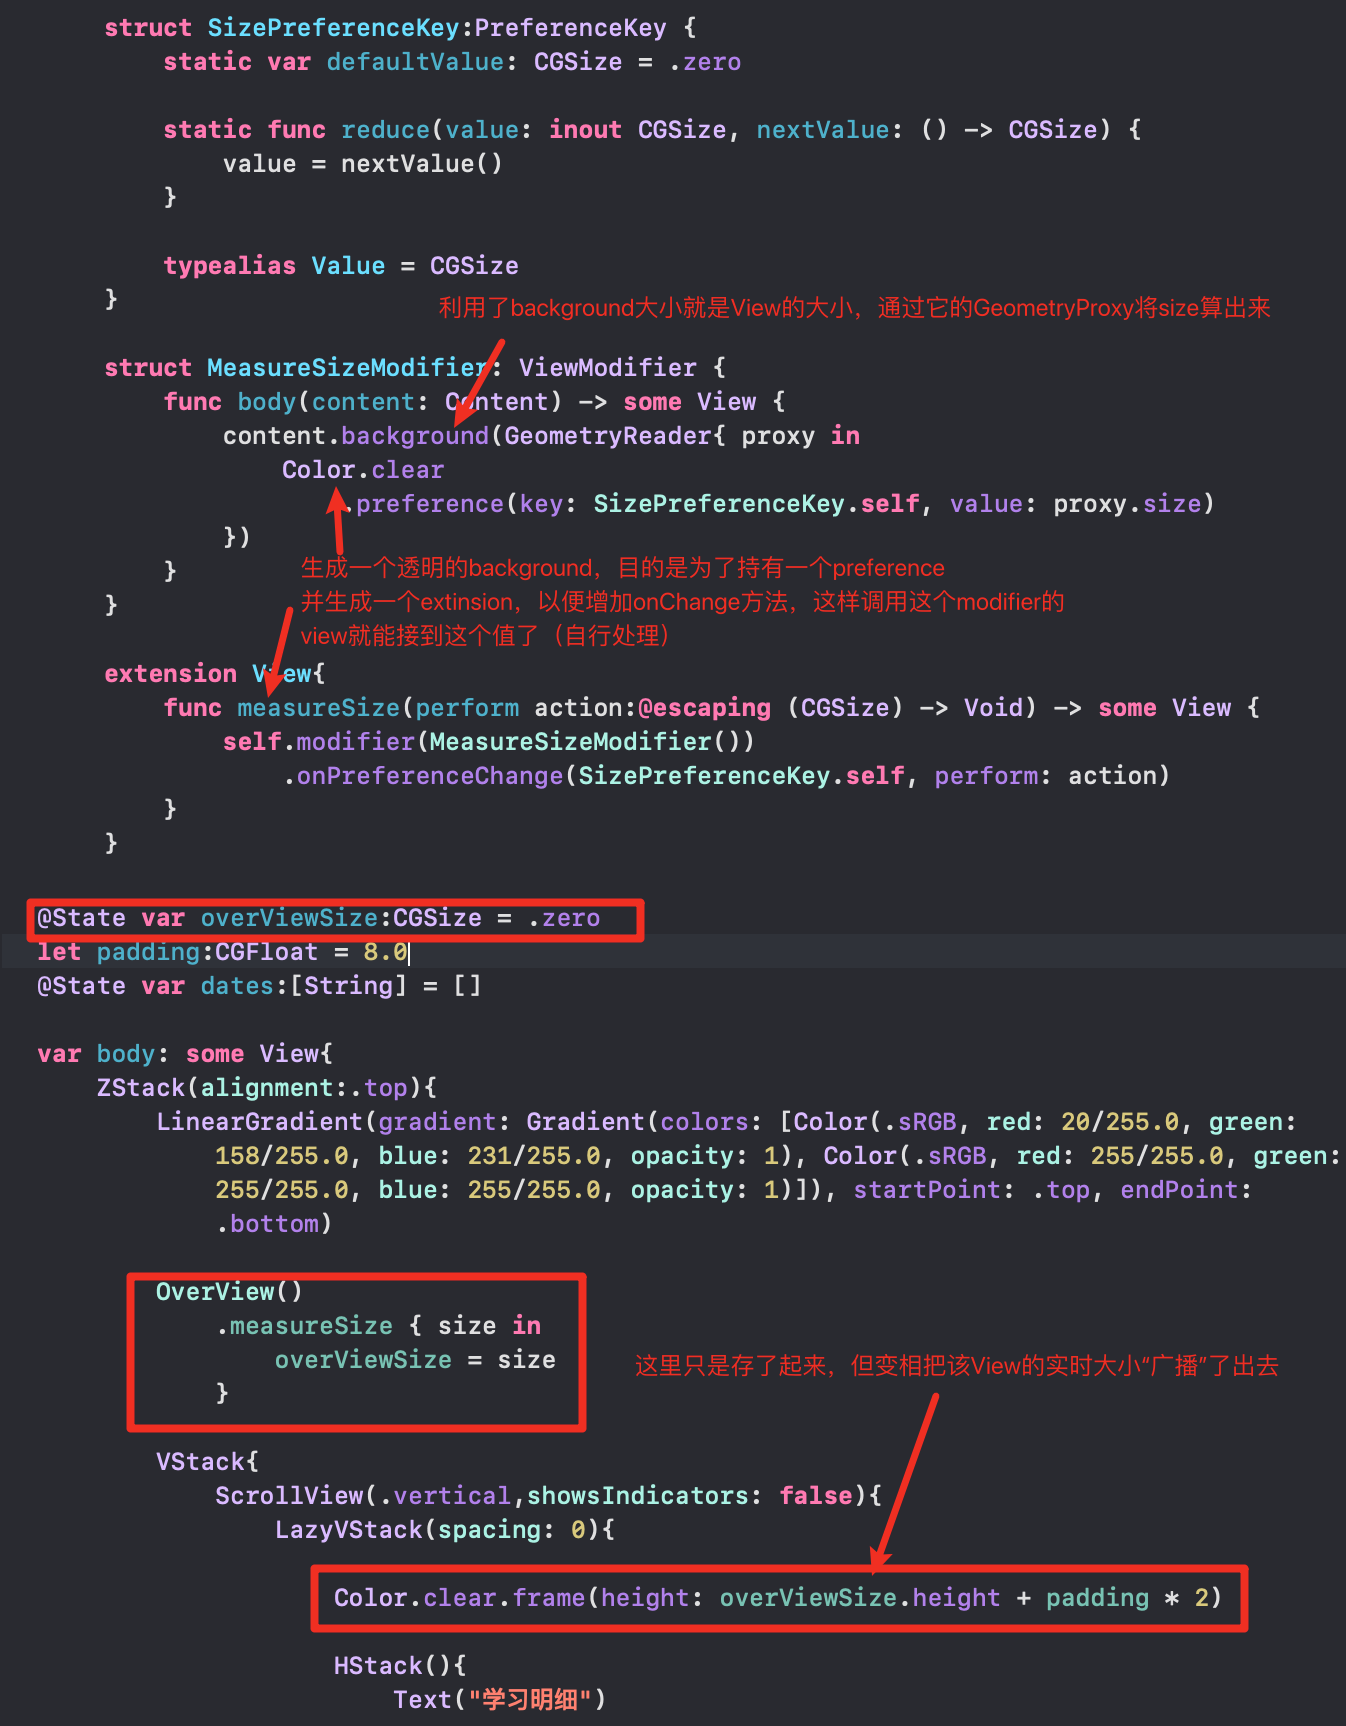 struct SizePreferenceKey:PreferenceKey {
static var defaultValue: CGSize = .zero
static func reduce(value: inout CGSize, nextValue: () -> CGSize) {
value = nextValue()
}
typealias Value = CGSize
}
利用了background大小就是View的大小，通过它的GeometryProxy将size算出来
struct MeasureSizeModifier: ViewModifier {
func body(content: Content) -> some View {
content.background(GeometryReader{ proxy in
Color.clear
.preference(key: SizePreferenceKey.self, value: proxy.size)
})
}
}
生成一个透明的background，目的是为了持有一个preference
并生成一个extinsion，以便增加onChange方法，这样调用这个modifier的
view就能接到这个值了（自行处理）
extension View{
func measureSize(perform action:@escaping (CGSize) -> Void) -> some View {
self.modifier(MeasureSizeModifier())
.onPreferenceChange(SizePreferenceKey.self, perform: action)
}
}
@State var overViewSize:CGSize = .zero
let padding:CGFloat = 8.0
@State var dates:[String] = []
var body: some View{
ZStack(alignment:.top){
LinearGradient(gradient: Gradient(colors: [Color(.sRGB, red: 20/255.0, green:
158/255.0, blue: 231/255.0, opacity: 1), Color(.sRGB, red: 255/255.0, green:
255/255.0, blue: 255/255.0, opacity: 1)]), startPoint: .top, endPoint:
.bottom)
OverView()
.measureSize { size in
overViewSize = size
}
这里只是存了起来，但变相把该View的实时大小“广播”了出去
VStack{
ScrollView(.vertical,showsIndicators: false){
LazyVStack(spacing: 0){
Color.clear.frame(height: overViewSize.height + padding * 2)
HStack(){
Text("学习明细")